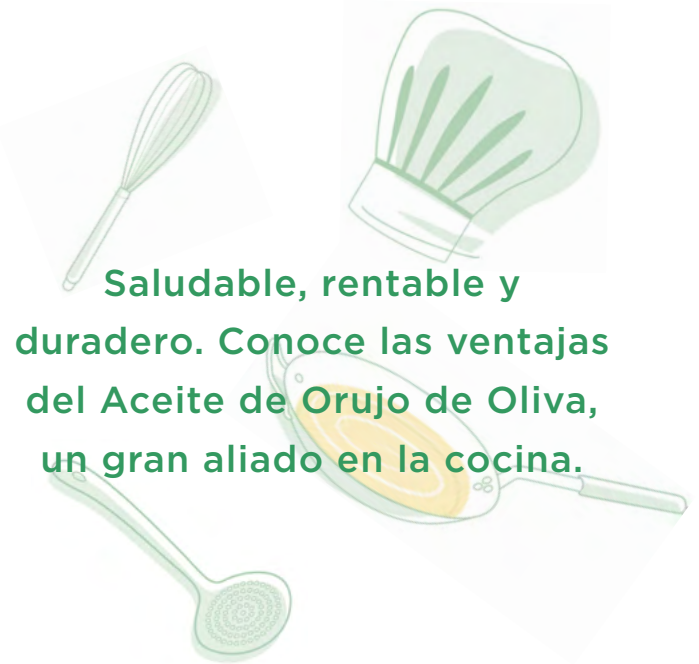 Saludable, rentable y
duradero. Conoce las ventajas
del Aceite de Orujo de Oliva,
un gran aliado en la cocina.